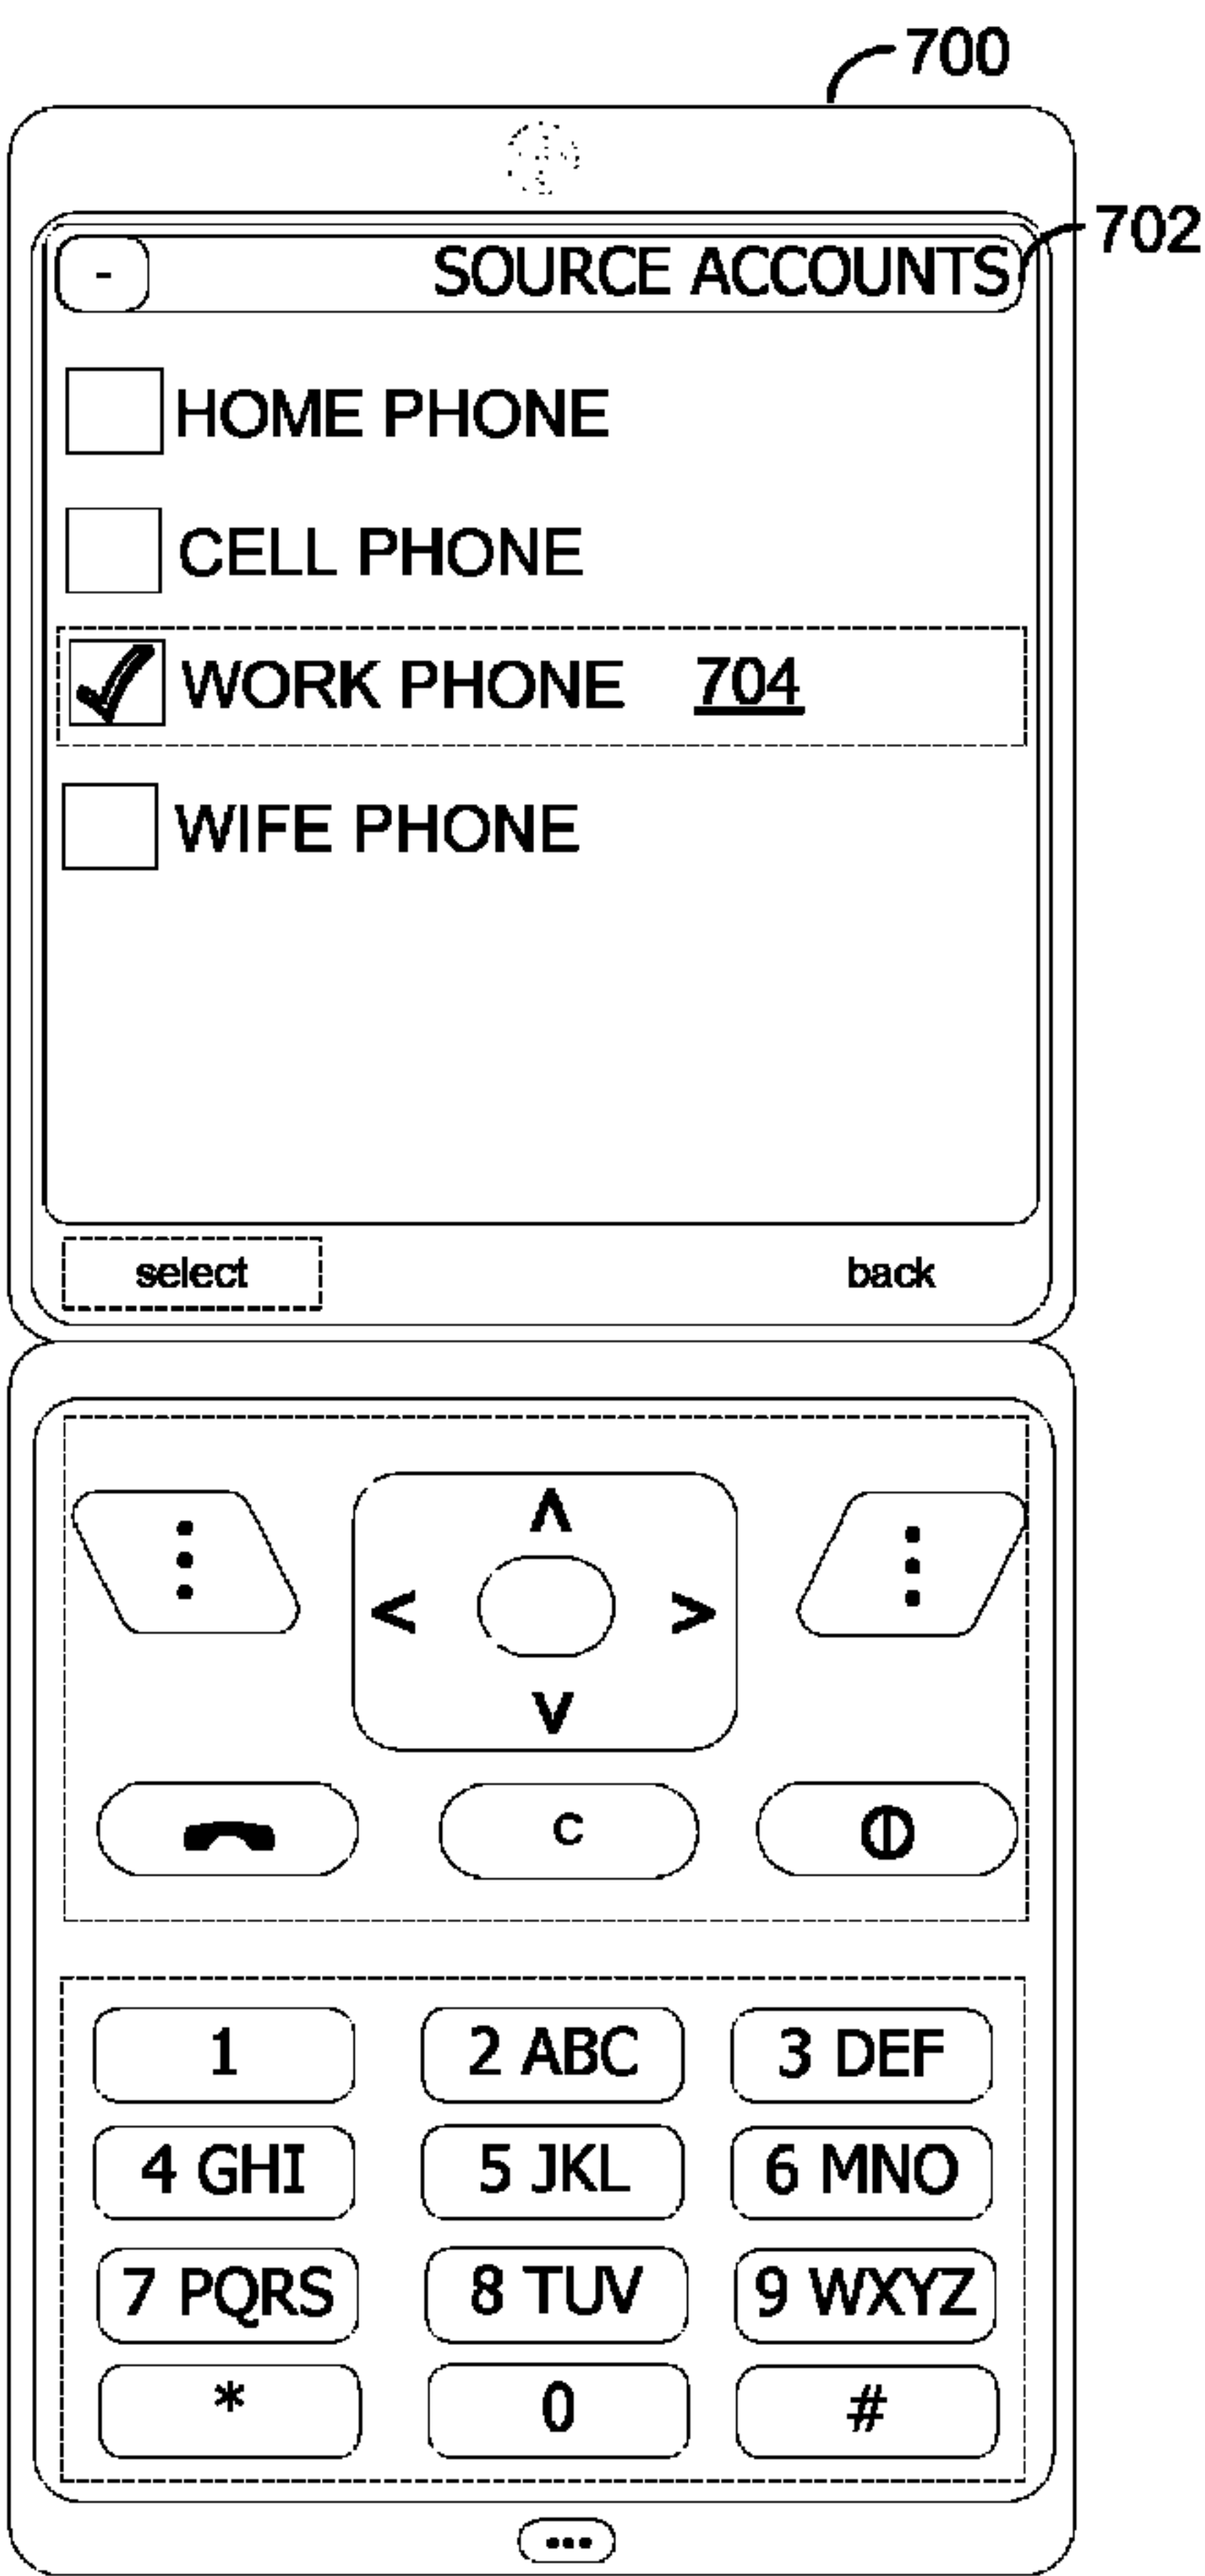 700
702
- SOURCE ACCOUNTS
HOME PHONE
CELL PHONE
WORK PHONE 704
WIFE PHONE
select back
C
1 2 ABC 3 DEF
4 GHI 5 JKL 6 MNO
7 PQRS 8 TUV 9 WXYZ
* 0 #